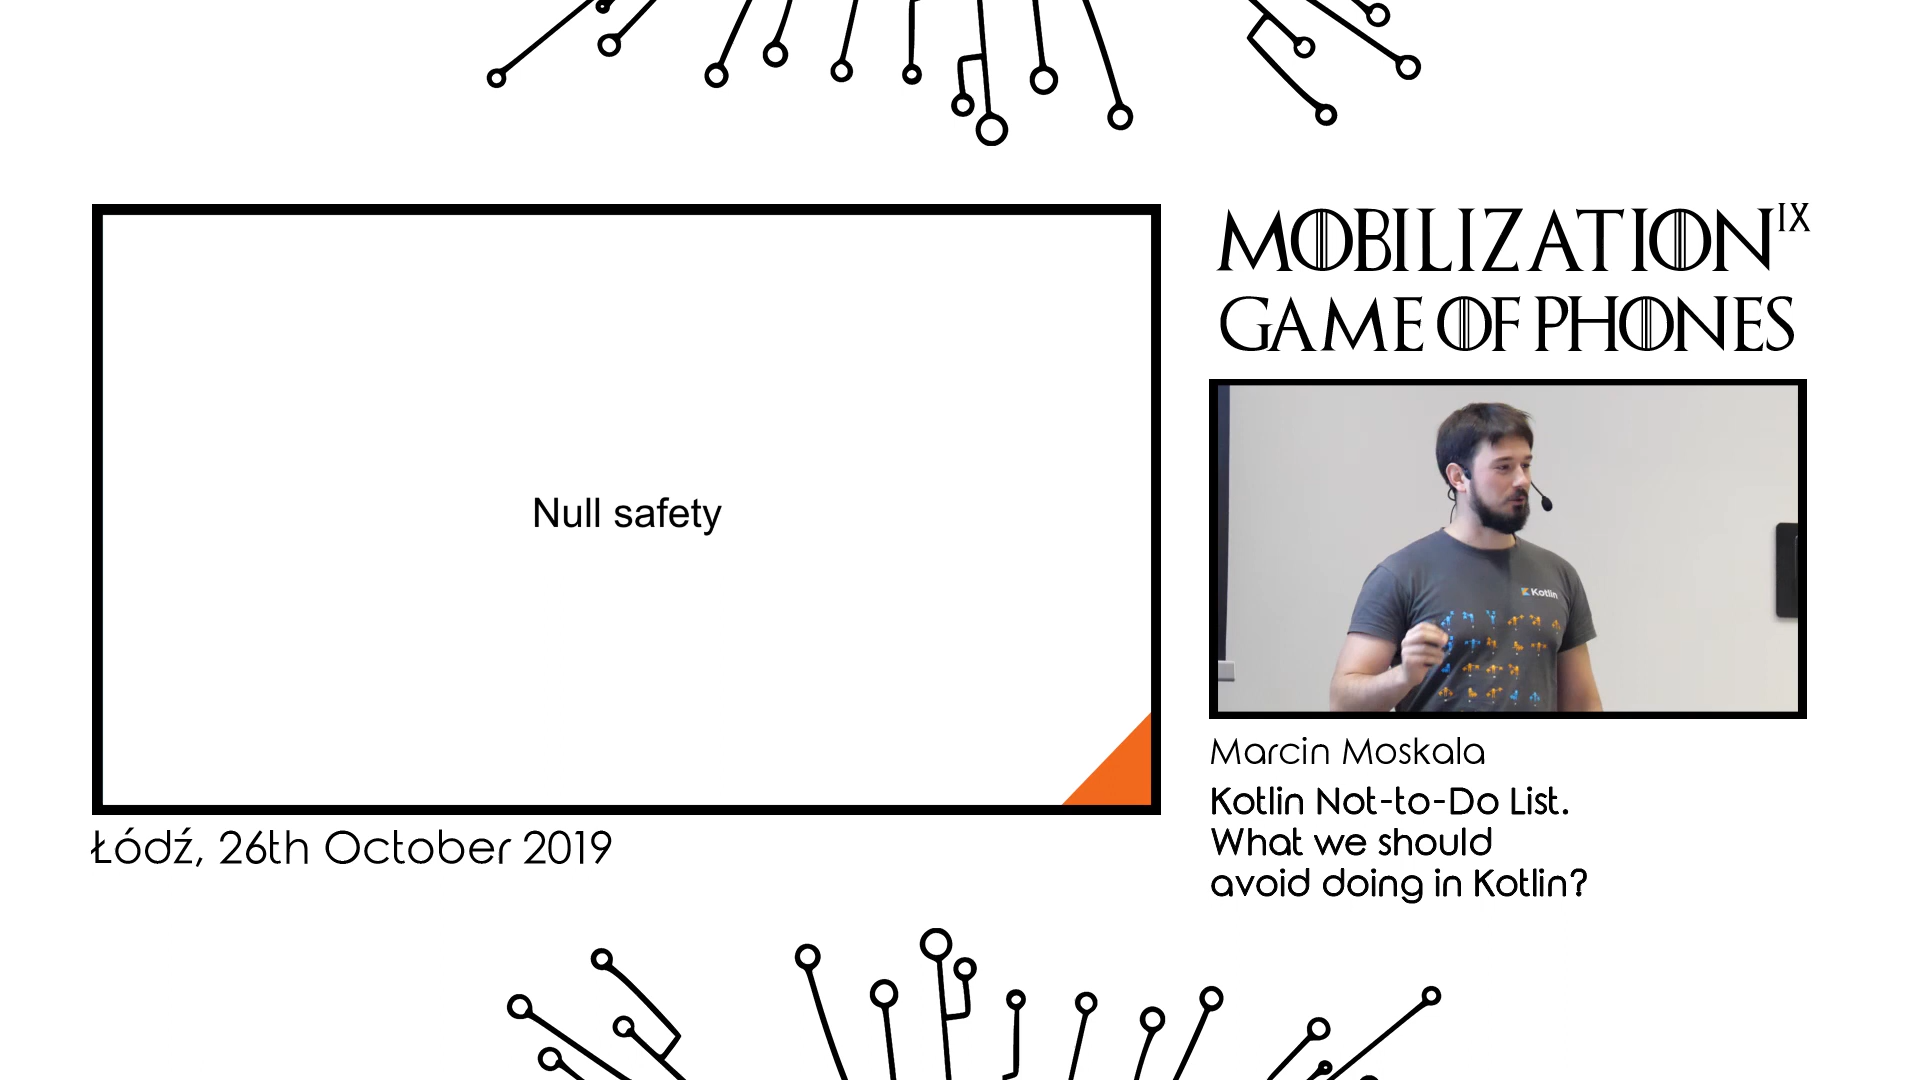 MOBILIZATION IX
GAME OF PHONES
Null safety
Kotlin
Marcin Moskala
Kotlin Not-to-Do List.
What we should
avoid doing in Kotlin?
Łódź, 26th October 2019